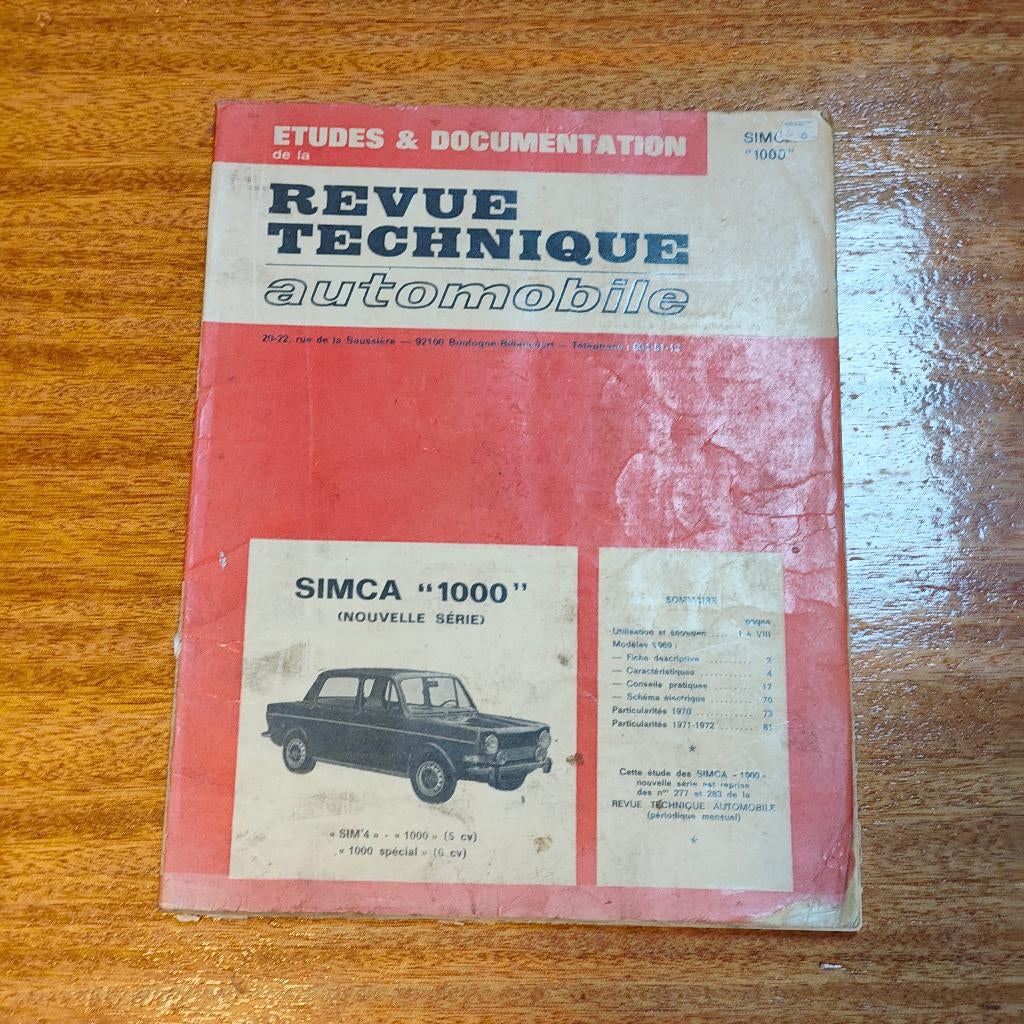 ETUDES & DOCUMENTATION
de la
SIMCA
"1000"
REVUE
TECHNIQUE
automobile
20-22, rue de la Saussière — 92100 Boulogne-Billancourt — Téléphone :
SIMCA "1000"
(NOUVELLE SÉRIE)
« SIM'4 » - « 1000 » (5 cv)
« 1000 spécial » (6 cv)
SOMMAIRE
pages
Utilisation et entretien .... I à VIII
Modèles 1969 :
— Fiche descriptive .......... 2
— Caractéristiques .......... 4
— Conseils pratiques ....... 17
— Schéma électrique ........ 70
Particularités 1970 ............ 73
Particularités 1971-1972 ..... 81
*
Cette étude des SIMCA « 1000 »
nouvelle série est reprise
des nos 277 et 283 de la
REVUE TECHNIQUE AUTOMOBILE
(périodique mensuel)
*